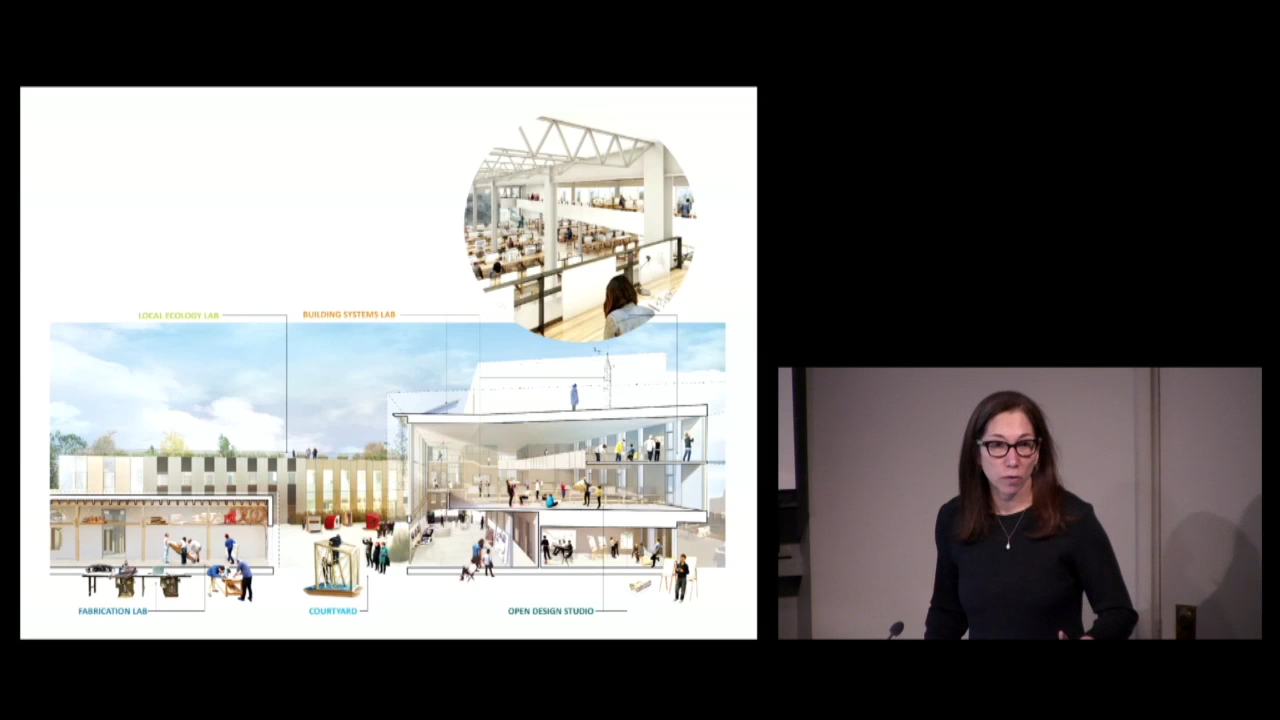 LOCAL ECOLOGY LAB
BUILDING SYSTEMS LAB
FABRICATION LAB
COURTYARD
OPEN DESIGN STUDIO